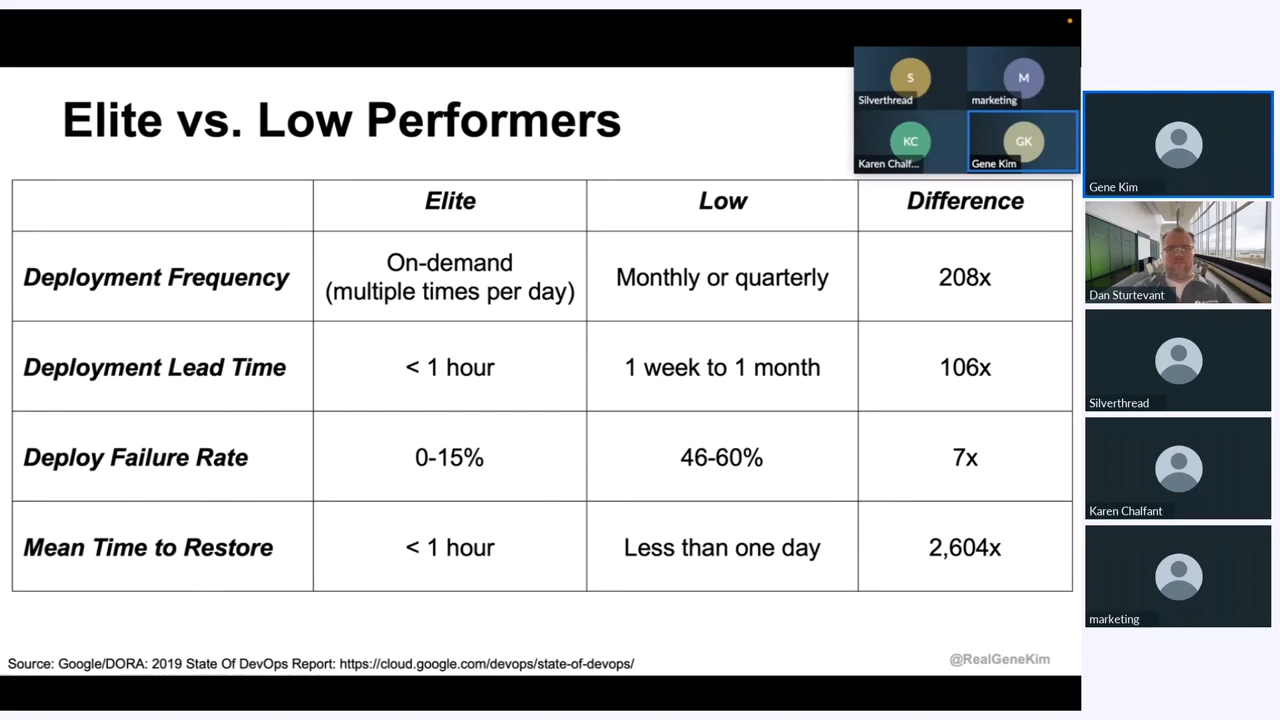 Elite vs. Low Performers
S
Silverthread
M
marketing
KC
Karen Chalf...
GK
Gene Kim
Elite
Low
Difference
Deployment Frequency
On-demand
(multiple times per day)
Monthly or quarterly
208x
Deployment Lead Time
< 1 hour
1 week to 1 month
106x
Deploy Failure Rate
0-15%
46-60%
7x
Mean Time to Restore
< 1 hour
Less than one day
2,604x
Source: Google/DORA: 2019 State Of DevOps Report: https://cloud.google.com/devops/state-of-devops/
@RealGeneKim
Gene Kim
Dan Sturtevant
Silverthread
Karen Chalfant
marketing